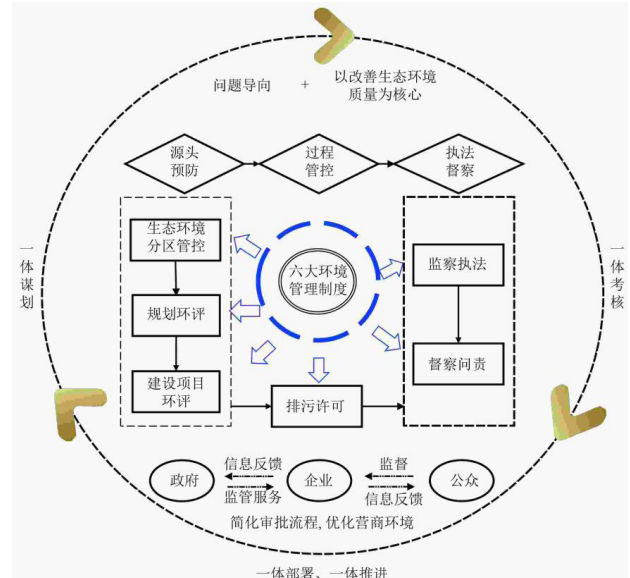 问题导向 + 以改善生态环境
质量为核心
源头
预防
过程
管控
执法
督察
生态环境
分区管控
规划环评
建设项目
环评
六大环境
管理制度
监察执法
督察问责
排污许可
一体谋划
一体考核
政府
信息反馈
监管服务
企业
监督
信息反馈
公众
简化审批流程, 优化营商环境
一体部署、一体推进